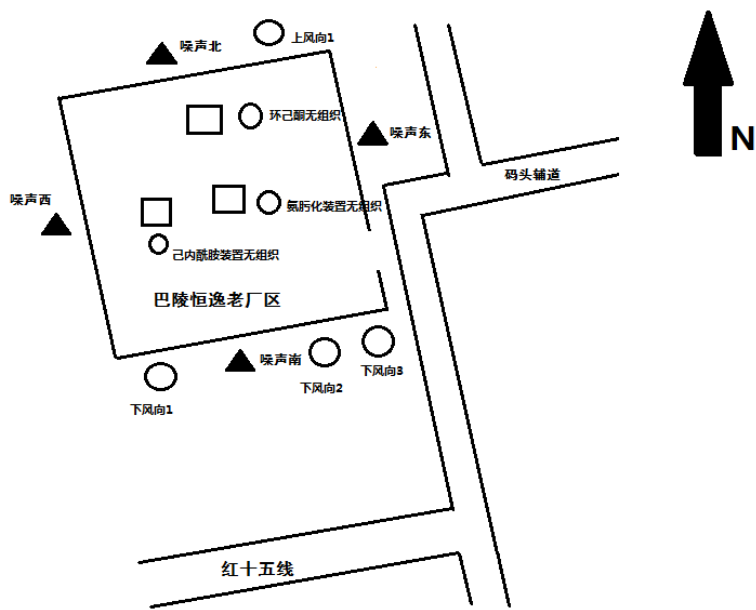 噪声北
上风向1
环己酮无组织
噪声东
N
码头辅道
噪声西
氨肟化装置无组织
己内酰胺装置无组织
巴陵恒逸老厂区
噪声南
下风向1
下风向2
下风向3
红十五线